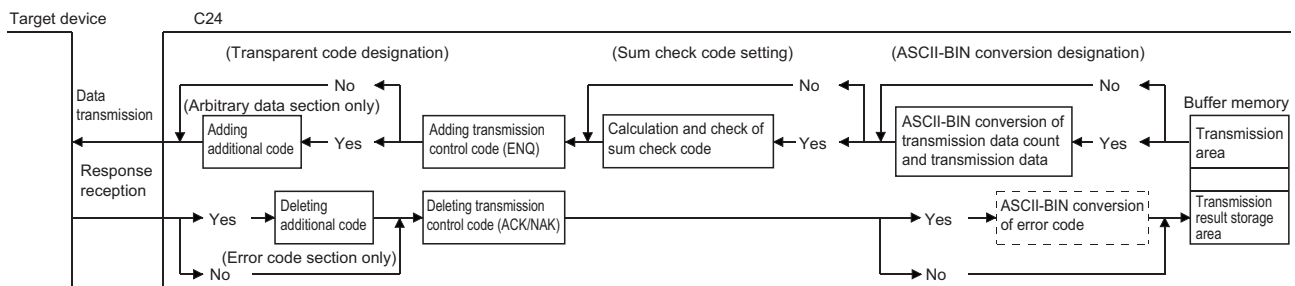 Target device
C24
(Transparent code designation)
(Sum check code setting)
(ASCII-BIN conversion designation)
No
No
No
Data
transmission
(Arbitrary data section only)
Buffer memory
Adding
additional code
Yes
Adding transmission
control code (ENQ)
Calculation and check of
sum check code
Yes
ASCII-BIN conversion of
transmission data count
and transmission data
Yes
Transmission
area
Response
reception
Yes
Deleting
additional code
Deleting transmission
control code (ACK/NAK)
Yes
ASCII-BIN conversion
of error code
Transmission
result storage
area
(Error code section only)
No
No